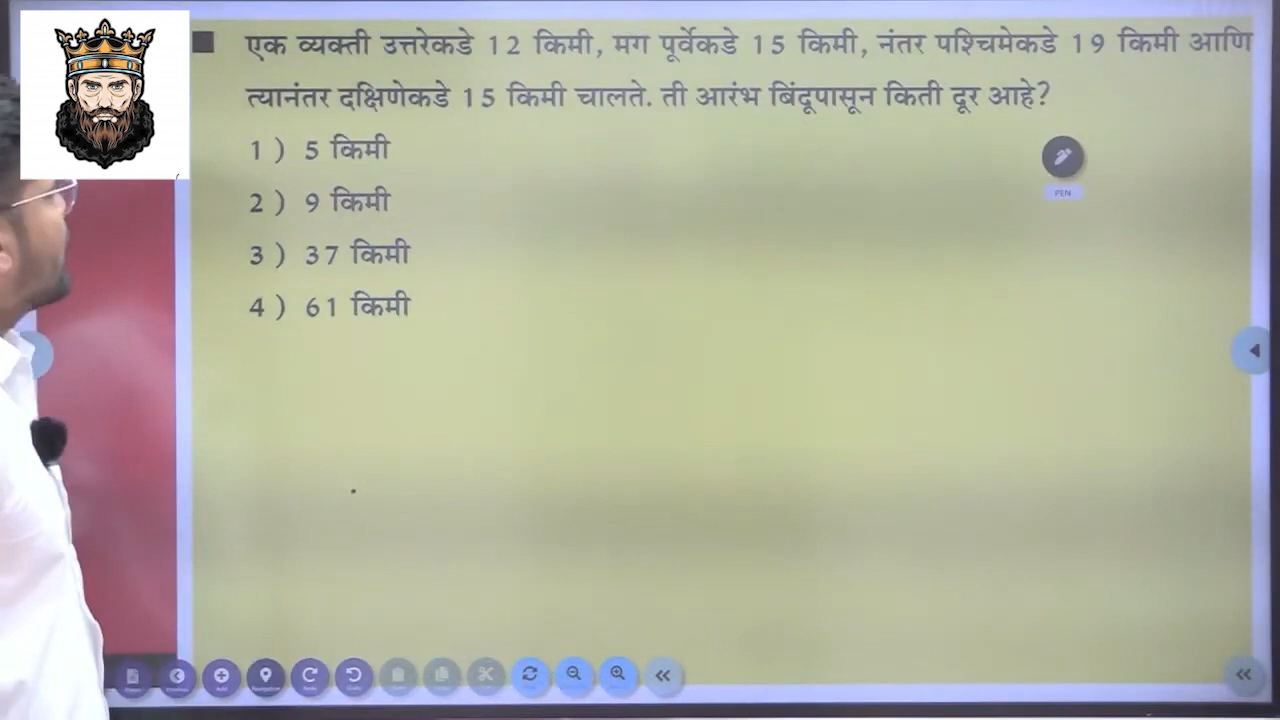 एक व्यक्ती उत्तरेकडे 12 किमी, मग पूर्वेकडे 15 किमी, नंतर पश्चिमेकडे 19 किमी आणि
त्यानंतर दक्षिणेकडे 15 किमी चालते. ती आरंभ बिंदूपासून किती दूर आहे?
1) 5 किमी
2) 9 किमी
3) 37 किमी
4) 61 किमी
PEN